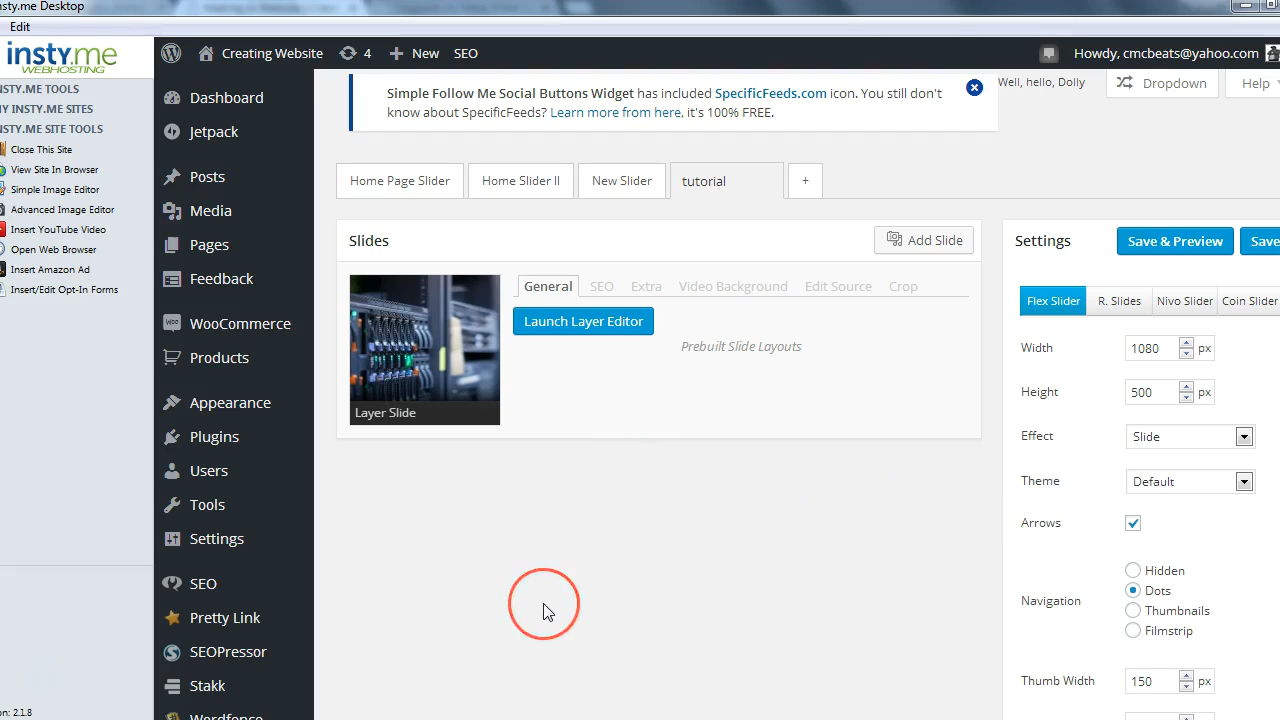 nsty.me Desktop
Edit
insty.me
WEBHOSTING
NSTY.ME TOOLS
MY INSTY.ME SITES
NSTY.ME SITE TOOLS
Close This Site
View Site In Browser
Simple Image Editor
Advanced Image Editor
Insert YouTube Video
Open Web Browser
Insert Amazon Ad
Insert/Edit Opt-In Forms
on: 2.1.8
Creating Website
4
New
SEO
Howdy, cmcbeats@yahoo.com
Dashboard
Jetpack
Posts
Media
Pages
Feedback
WooCommerce
Products
Appearance
Plugins
Users
Tools
Settings
SEO
Pretty Link
SEOPressor
Stakk
Wordfence
Simple Follow Me Social Buttons Widget has included SpecificFeeds.com icon. You still don't
know about SpecificFeeds? Learn more from here, it's 100% FREE.
Well, hello, Dolly
Dropdown
Help
Home Page Slider
Home Slider II
New Slider
tutorial
+
Slides
Add Slide
Layer Slide
General
SEO
Extra
Video Background
Edit Source
Crop
Launch Layer Editor
Prebuilt Slide Layouts
Settings
Save & Preview
Save
Flex Slider
R. Slides
Nivo Slider
Coin Slider
Width
1080
px
Height
500
px
Effect
Slide
Theme
Default
Arrows
Navigation
Hidden
Dots
Thumbnails
Filmstrip
Thumb Width
150
px